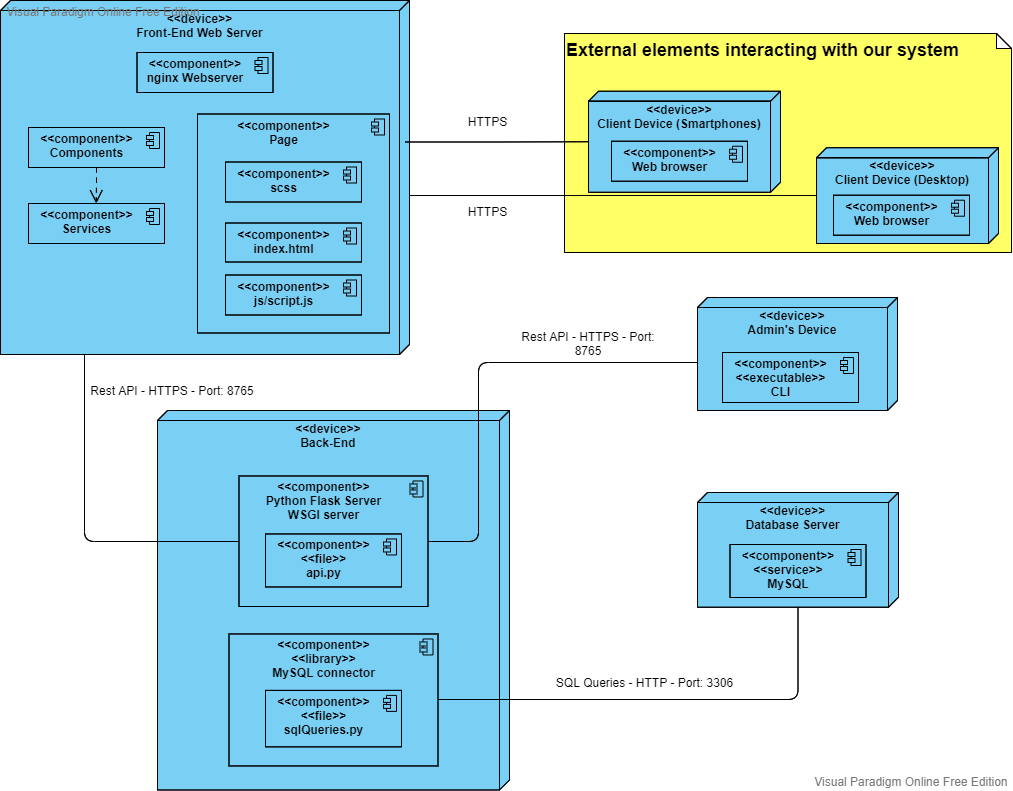 Visual Paradigm Online Free Edition
<<device>>
Front-End Web Server
<<component>>
nginx Webserver
<<component>>
Components
<<component>>
Services
<<component>>
Page
<<component>>
scss
<<component>>
index.html
<<component>>
js/script.js
HTTPS
HTTPS
External elements interacting with our system
<<device>>
Client Device (Smartphones)
<<component>>
Web browser
<<device>>
Client Device (Desktop)
<<component>>
Web browser
Rest API - HTTPS - Port:
8765
<<device>>
Admin's Device
<<component>>
<<executable>>
CLI
Rest API - HTTPS - Port: 8765
<<device>>
Back-End
<<component>>
Python Flask Server
WSGI server
<<component>>
<<file>>
api.py
<<component>>
<<library>>
MySQL connector
<<component>>
<<file>>
sqlQueries.py
<<device>>
Database Server
<<component>>
<<service>>
MySQL
SQL Queries - HTTP - Port: 3306
Visual Paradigm Online Free Edition